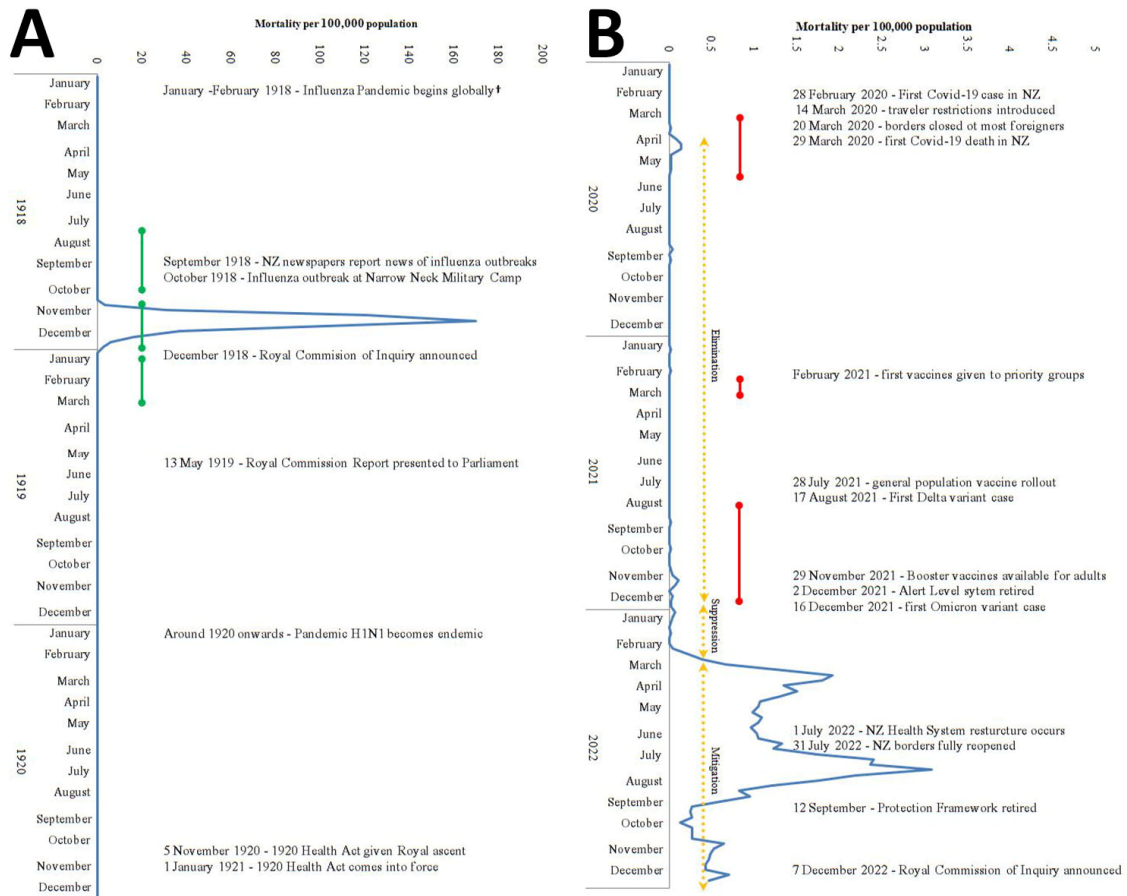 A
Mortality per 100,000 population
0 20 40 60 80 100 120 140 160 180 200
1918
January
February
March
April
May
June
July
August
September
October
November
December
1919
January
February
March
April
May
June
July
August
September
October
November
December
1920
January
February
March
April
May
June
July
August
September
October
November
December
January -February 1918 - Influenza Pandemic begins globally†
September 1918 - NZ newspapers report news of influenza outbreaks
October 1918 - Influenza outbreak at Narrow Neck Military Camp
December 1918 - Royal Commision of Inquiry announced
13 May 1919 - Royal Commission Report presented to Parliament
Around 1920 onwards - Pandemic H1N1 becomes endemic
5 November 1920 - 1920 Health Act given Royal ascent
1 January 1921 - 1920 Health Act comes into force
B
Mortality per 100,000 population
0 0.5 1 1.5 2 2.5 3 3.5 4 4.5 5
2020
January
February
March
April
May
June
July
August
September
October
November
December
2021
January
February
March
April
May
June
July
August
September
October
November
December
2022
January
February
March
April
May
June
July
August
September
October
November
December
Elimination
Suppression
Mitigation
28 February 2020 - First Covid-19 case in NZ
14 March 2020 - traveler restrictions introduced
20 March 2020 - borders closed ot most foreigners
29 March 2020 - first Covid-19 death in NZ
February 2021 - first vaccines given to priority groups
28 July 2021 - general population vaccine rollout
17 August 2021 - First Delta variant case
29 November 2021 - Booster vaccines available for adults
2 December 2021 - Alert Level sytem retired
16 December 2021 - first Omicron variant case
1 July 2022 - NZ Health System resturcture occurs
31 July 2022 - NZ borders fully reopened
12 September - Protection Framework retired
7 December 2022 - Royal Commission of Inquiry announced